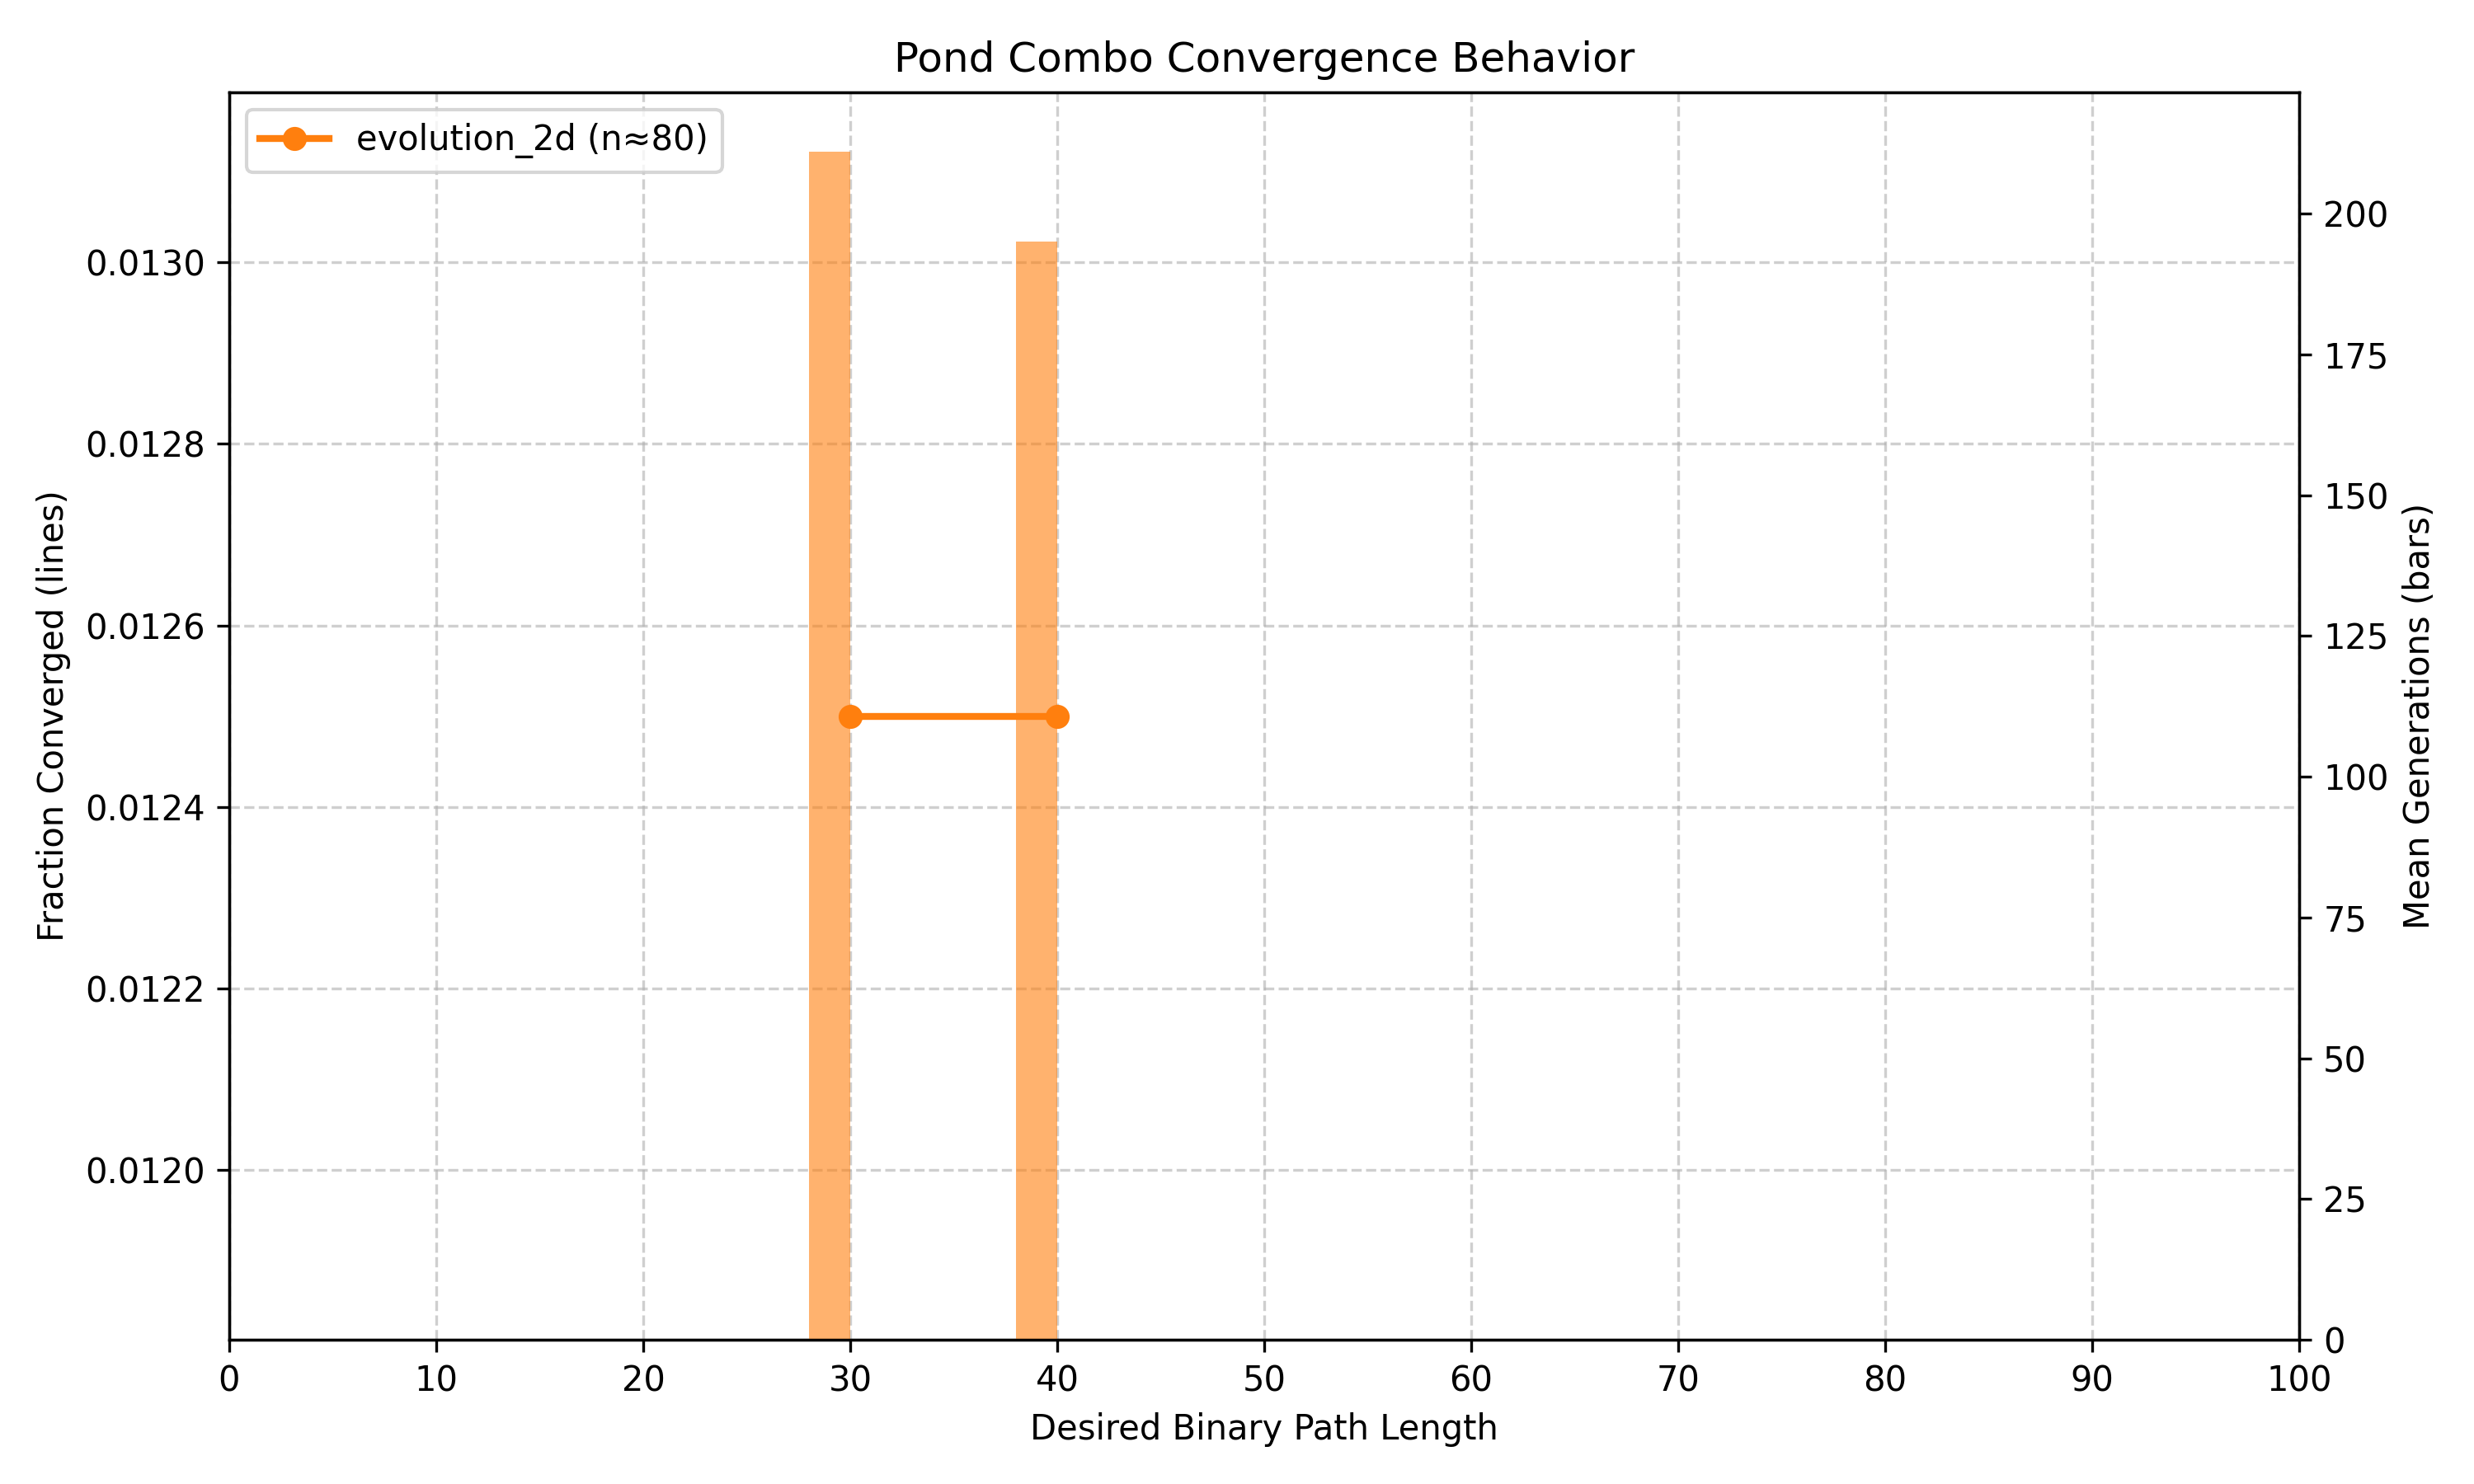 Pond Combo Convergence Behavior
evolution_2d (n≈80)
Fraction Converged (lines)
0.0130
0.0128
0.0126
0.0124
0.0122
0.0120
Mean Generations (bars)
200
175
150
125
100
75
50
25
0
0 10 20 30 40 50 60 70 80 90 100
Desired Binary Path Length